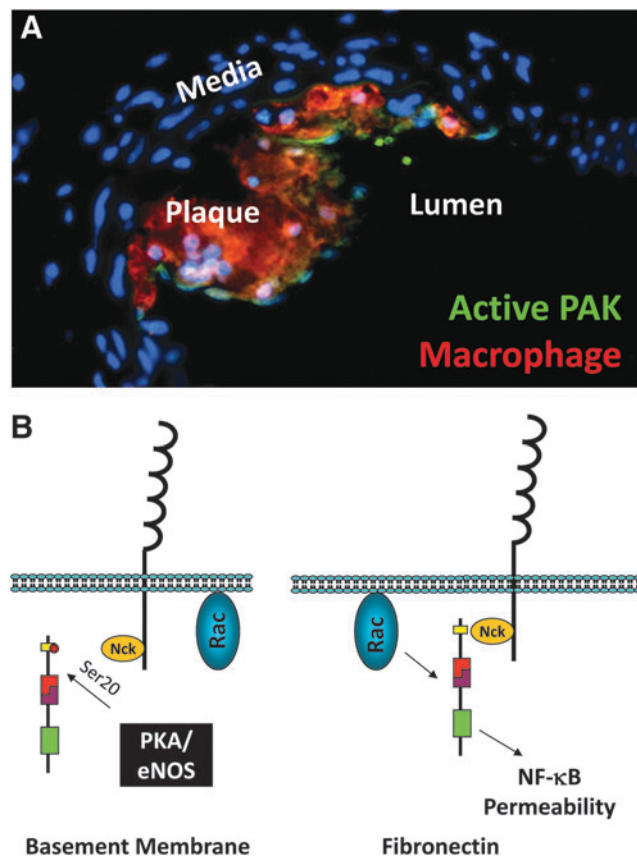 A
Media
Plaque
Lumen
Active PAK
Macrophage
B
Nck
Rac
Ser20
PKA/
eNOS
Basement Membrane
Rac
Nck
NF-κB
Permeability
Fibronectin